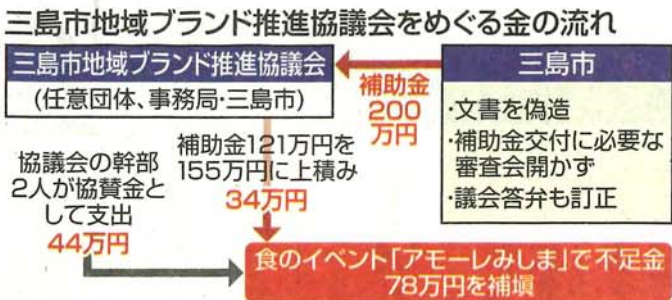 三島市地域ブランド推進協議会をめぐる金の流れ
三島市地域ブランド推進協議会
(任意団体、事務局・三島市)
補助金
200
万円
三島市
・文書を偽造
・補助金交付に必要な
審査会開かず
・議会答弁も訂正
補助金121万円を
155万円に上積み
34万円
協議会の幹部
2人が協賛金と
して支出
44万円
食のイベント「アモーレみしま」で不足金
78万円を補塡